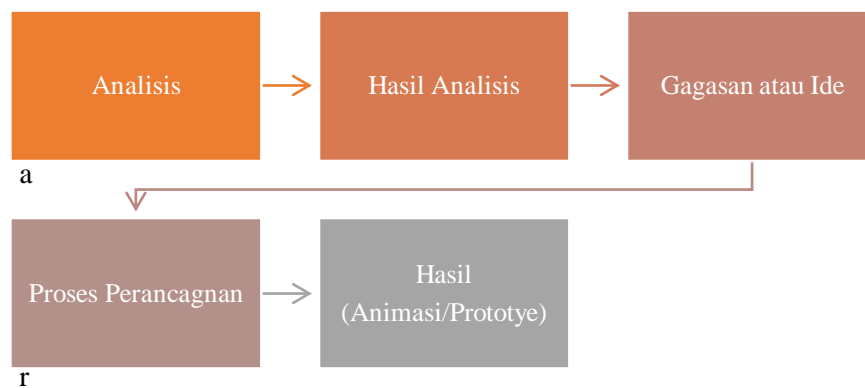 Analisis
Hasil Analisis
Gagasan atau Ide
a
Proses Perancagnan
Hasil
(Animasi/Prototye)
r